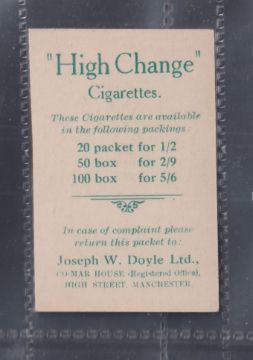 "High Change"
Cigarettes.
These Cigarettes are available
in the following packings:
20 packet for 1/2
50 box for 2/9
100 box for 5/6
In case of complaint please
return this packet to:
Joseph W. Doyle Ltd.,
CO-MAR HOUSE (Registered Office),
HIGH STREET, MANCHESTER.